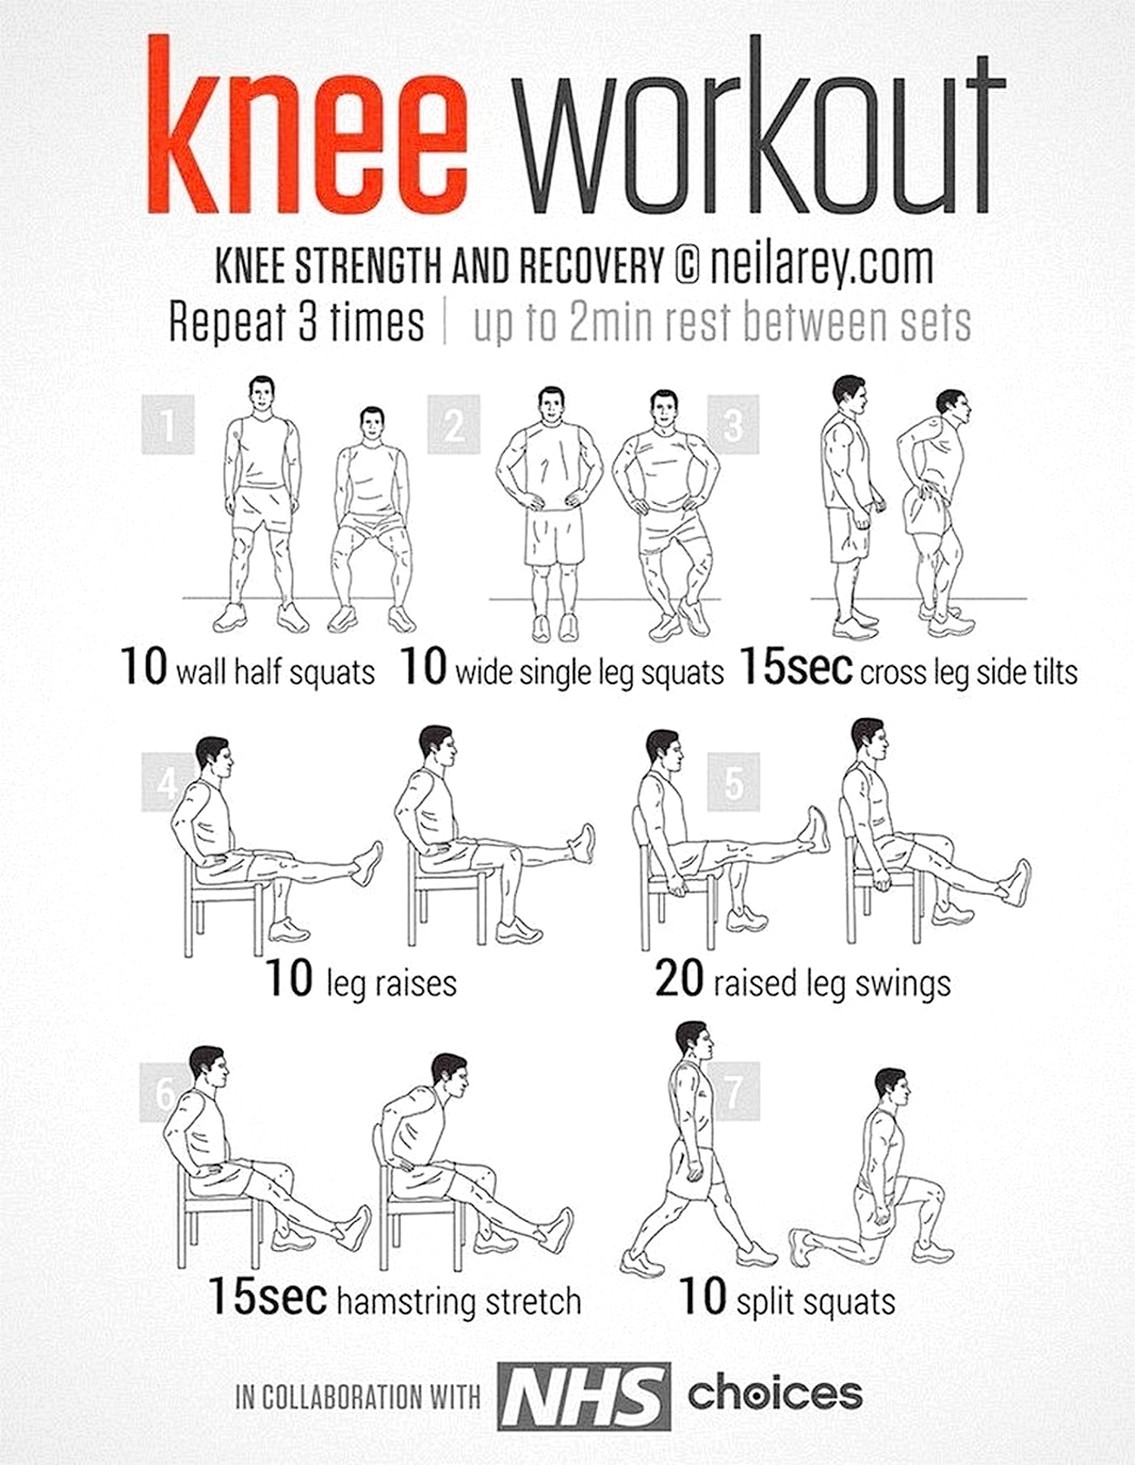 knee workout
KNEE STRENGTH AND RECOVERY © neilarey.com
Repeat 3 times | up to 2min rest between sets
1 2 3
10 wall half squats 10 wide single leg squats 15sec cross leg side tilts
4 5
10 leg raises 20 raised leg swings
6 7
15sec hamstring stretch 10 split squats
IN COLLABORATION WITH NHS choices